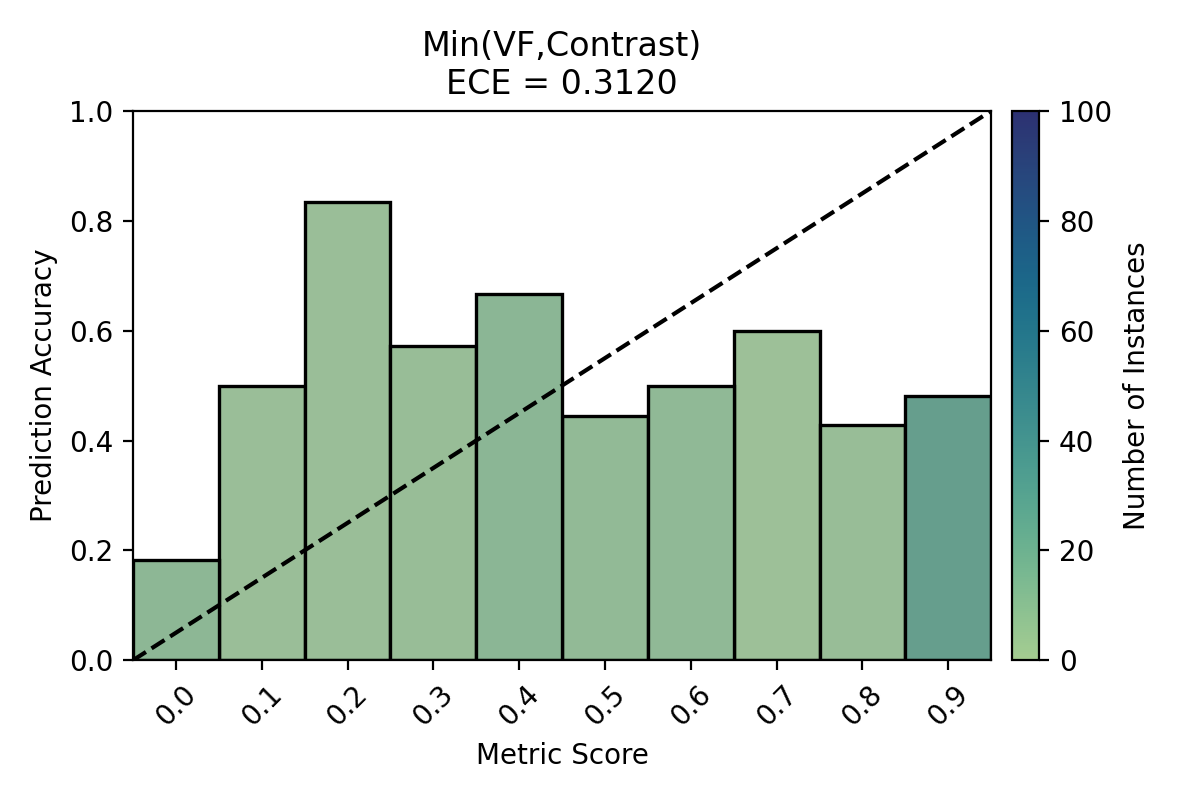 Min(VF,Contrast)
ECE = 0.3120
1.0
0.8
0.6
0.4
0.2
0.0
Prediction Accuracy
0.0 0.1 0.2 0.3 0.4 0.5 0.6 0.7 0.8 0.9
Metric Score
100
80
60
40
20
0
Number of Instances